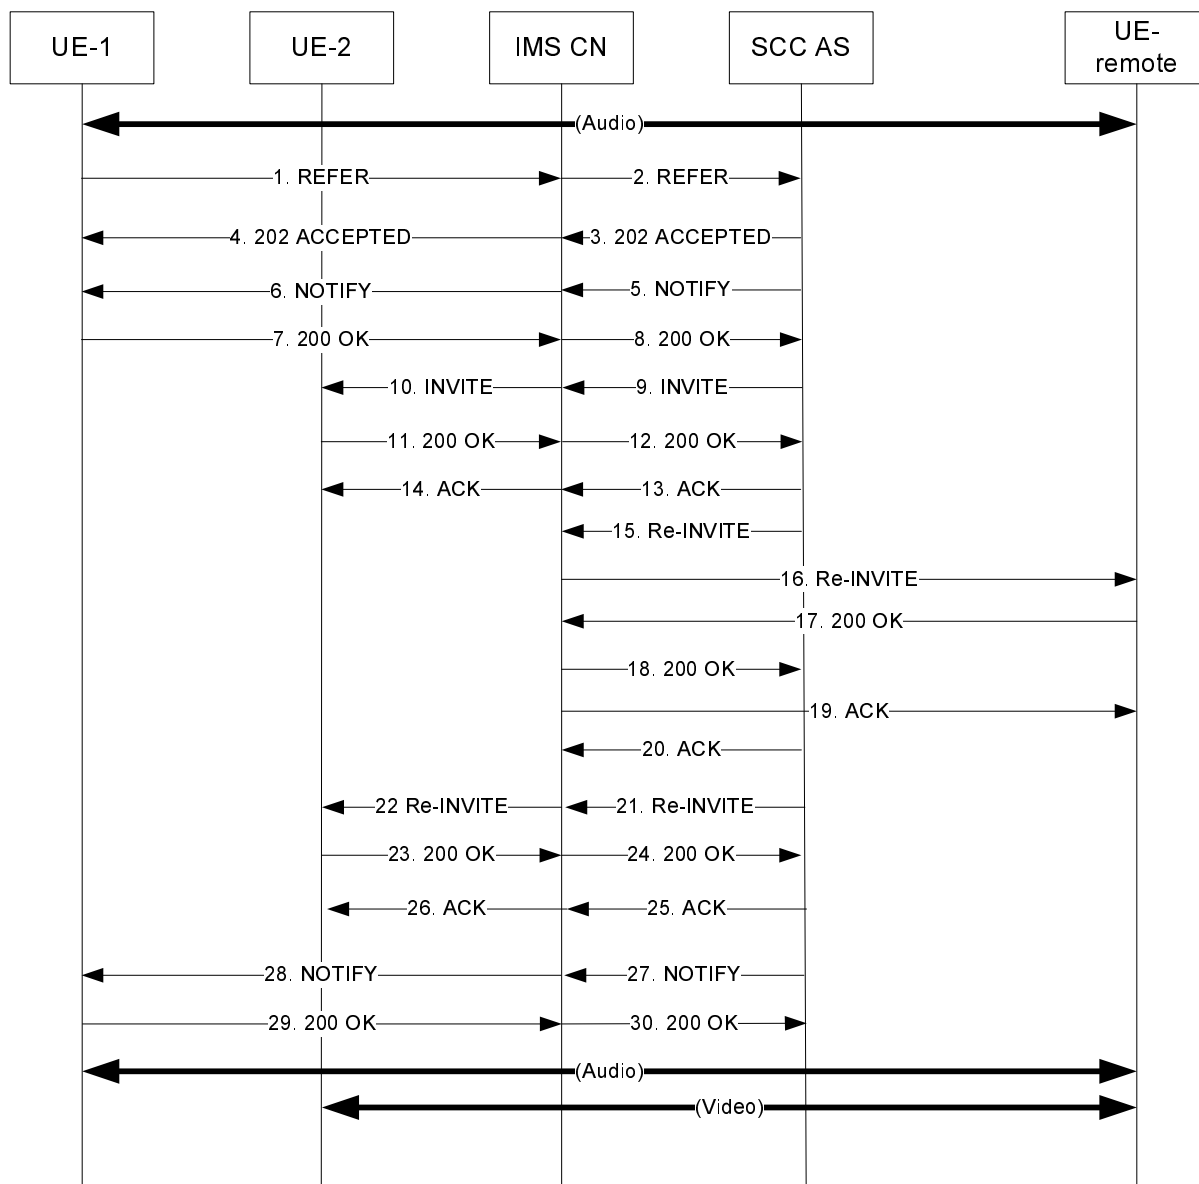 UE-1
UE-2
IMS CN
SCC AS
UE-
remote
(Audio)
1. REFER
2. REFER
4. 202 ACCEPTED
3. 202 ACCEPTED
6. NOTIFY
5. NOTIFY
7. 200 OK
8. 200 OK
10. INVITE
9. INVITE
11. 200 OK
12. 200 OK
14. ACK
13. ACK
15. Re-INVITE
16. Re-INVITE
17. 200 OK
18. 200 OK
19. ACK
20. ACK
22 Re-INVITE
21. Re-INVITE
23. 200 OK
24. 200 OK
26. ACK
25. ACK
28. NOTIFY
27. NOTIFY
29. 200 OK
30. 200 OK
(Audio)
(Video)